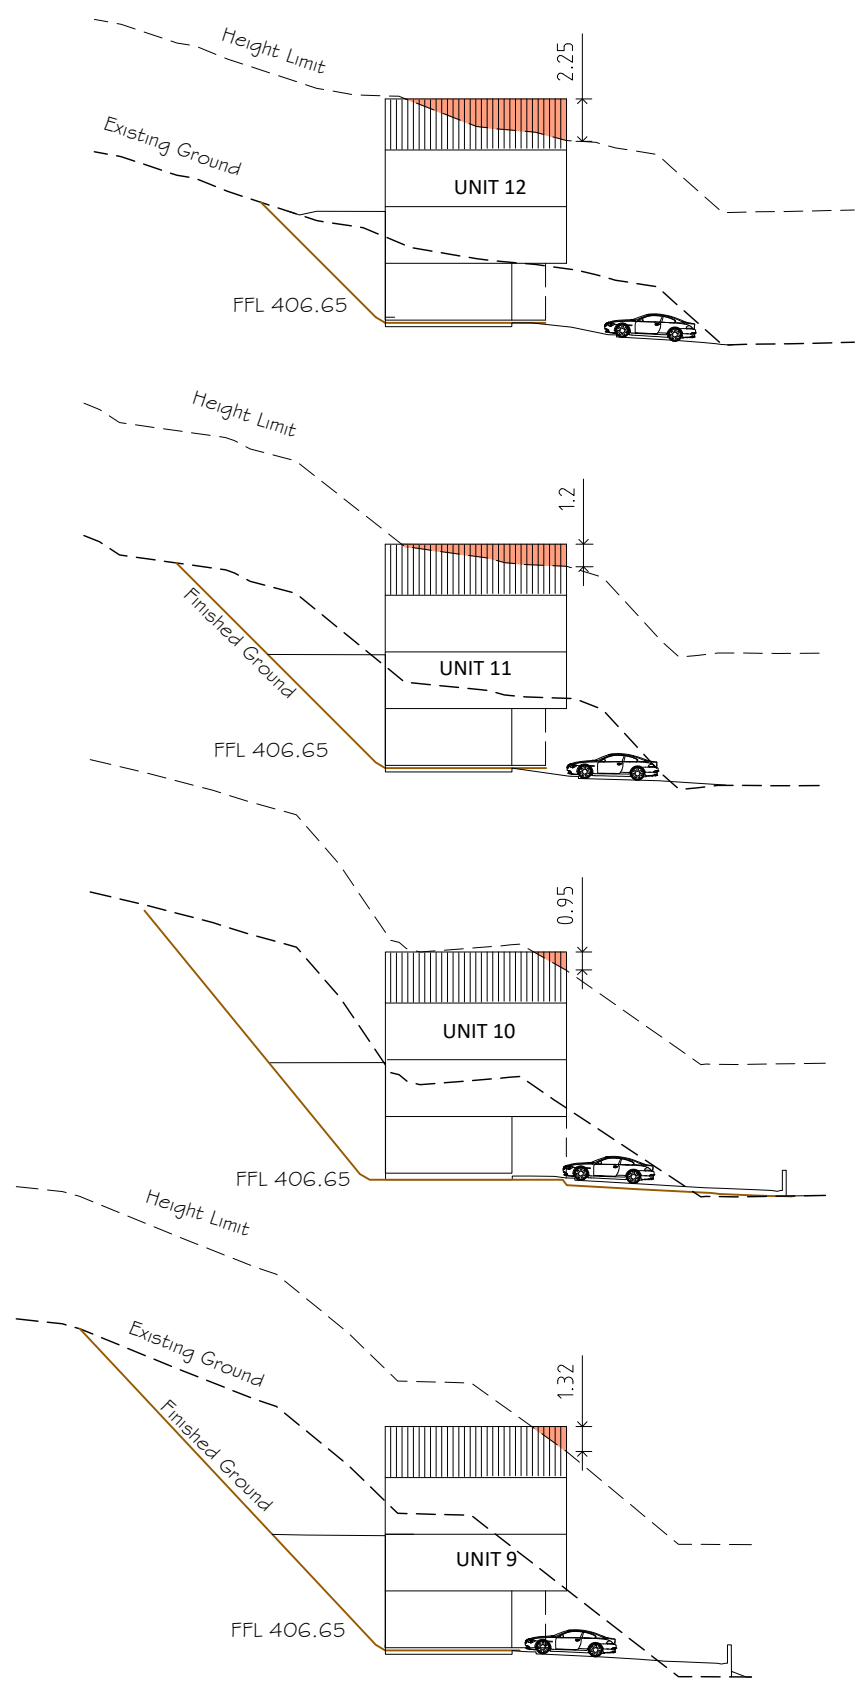 Height Limit
2.25
Existing Ground
UNIT 12
FFL 406.65
Height Limit
1.2
Finished Ground
UNIT 11
FFL 406.65
0.95
UNIT 10
FFL 406.65
Height Limit
Existing Ground
1.32
Finished Ground
UNIT 9
FFL 406.65